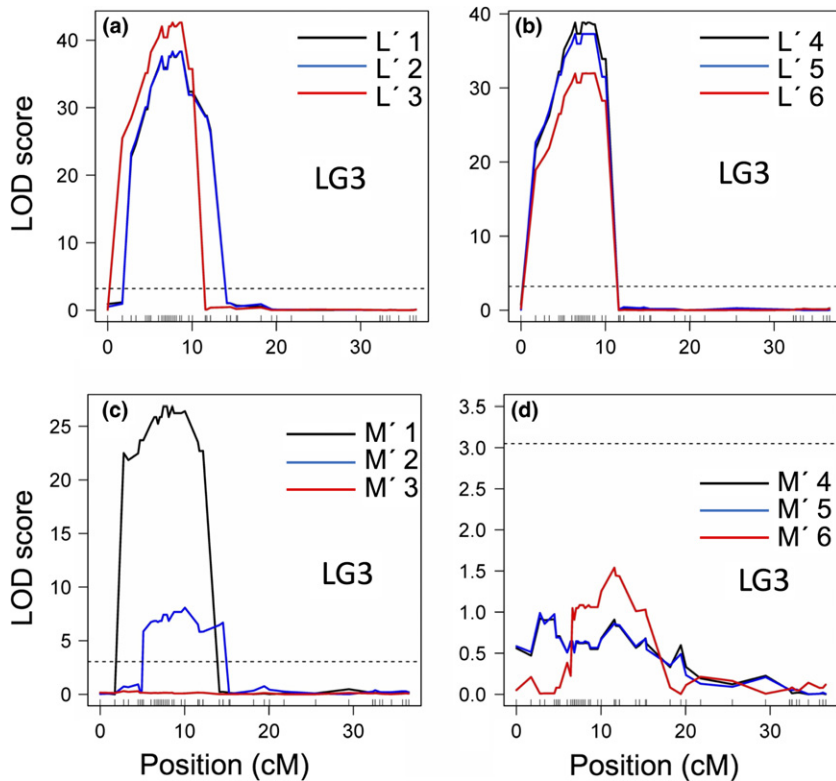 (a)
L´ 1
L´ 2
L´ 3
LG3
LOD score
40
30
20
10
0
0 10 20 30
(b)
L´ 4
L´ 5
L´ 6
LG3
40
30
20
10
0
0 10 20 30
(c)
M´ 1
M´ 2
M´ 3
LG3
LOD score
25
20
15
10
5
0
0 10 20 30
Position (cM)
(d)
M´ 4
M´ 5
M´ 6
LG3
3.5
3.0
2.5
2.0
1.5
1.0
0.5
0.0
0 10 20 30
Position (cM)